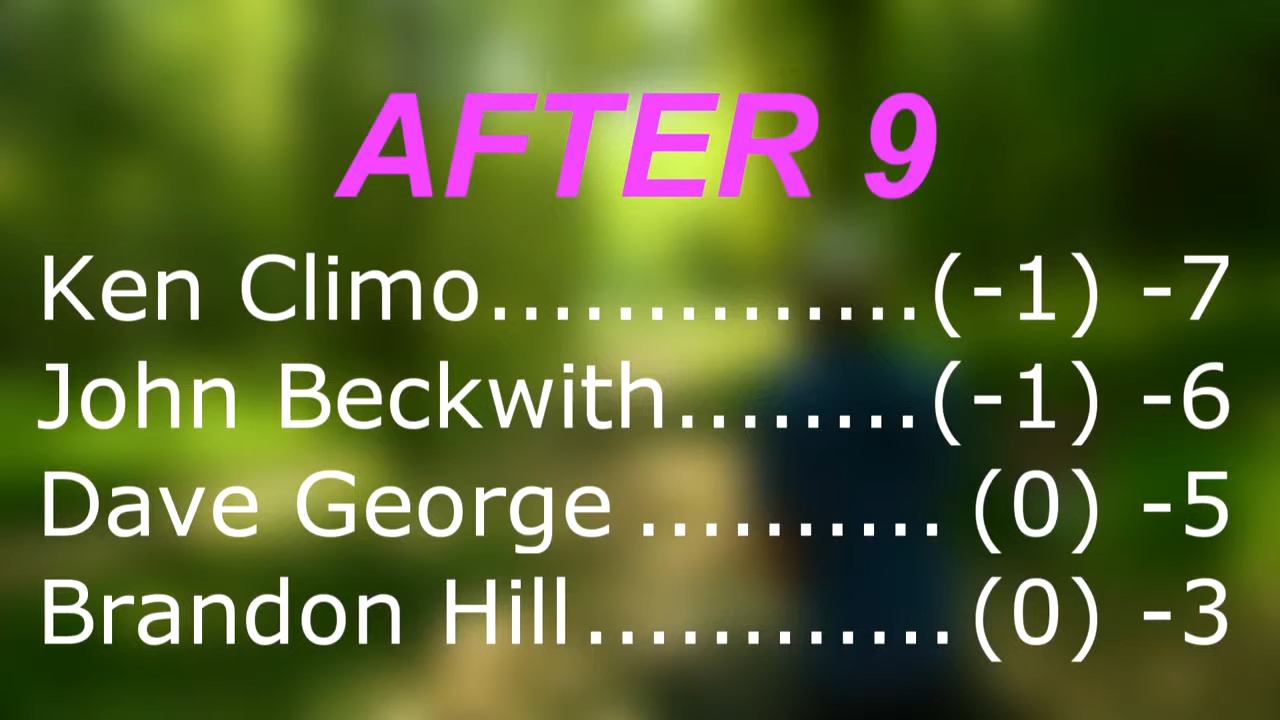 AFTER 9
Ken Climo..............(-1) -7
John Beckwith........(-1) -6
Dave George .......... (0) -5
Brandon Hill............(0) -3